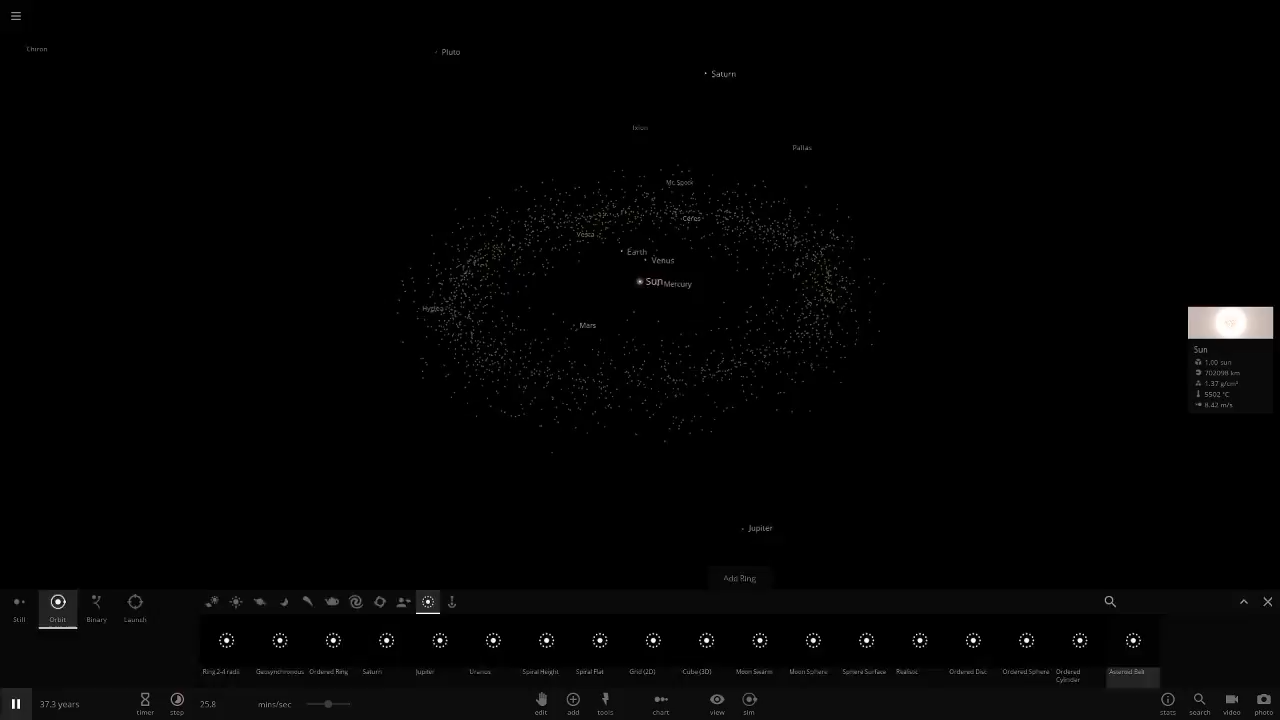 Chiron
Pluto
Saturn
Ixion
Pallas
Mr. Spock
Ceres
Vesta
Earth
Venus
Sun
Mercury
Hygiea
Mars
Sun
1.00 sun
702098 km
1.37 g/cm³
5502 °C
8.42 m/s
Jupiter
Add Ring
Still
Orbit
Binary
Launch
Ring 2-4 radii
Geosynchronous
Ordered Ring
Saturn
Jupiter
Uranus
Spiral Height
Spiral Flat
Grid (2D)
Cube (3D)
Moon Swarm
Moon Sphere
Sphere Surface
Realistic
Ordered Disc
Ordered Sphere
Ordered
Cylinder
Asteroid Belt
37.3 years
timer
step
25.8
mins/sec
edit
add
tools
chart
view
sim
stats
search
video
photo